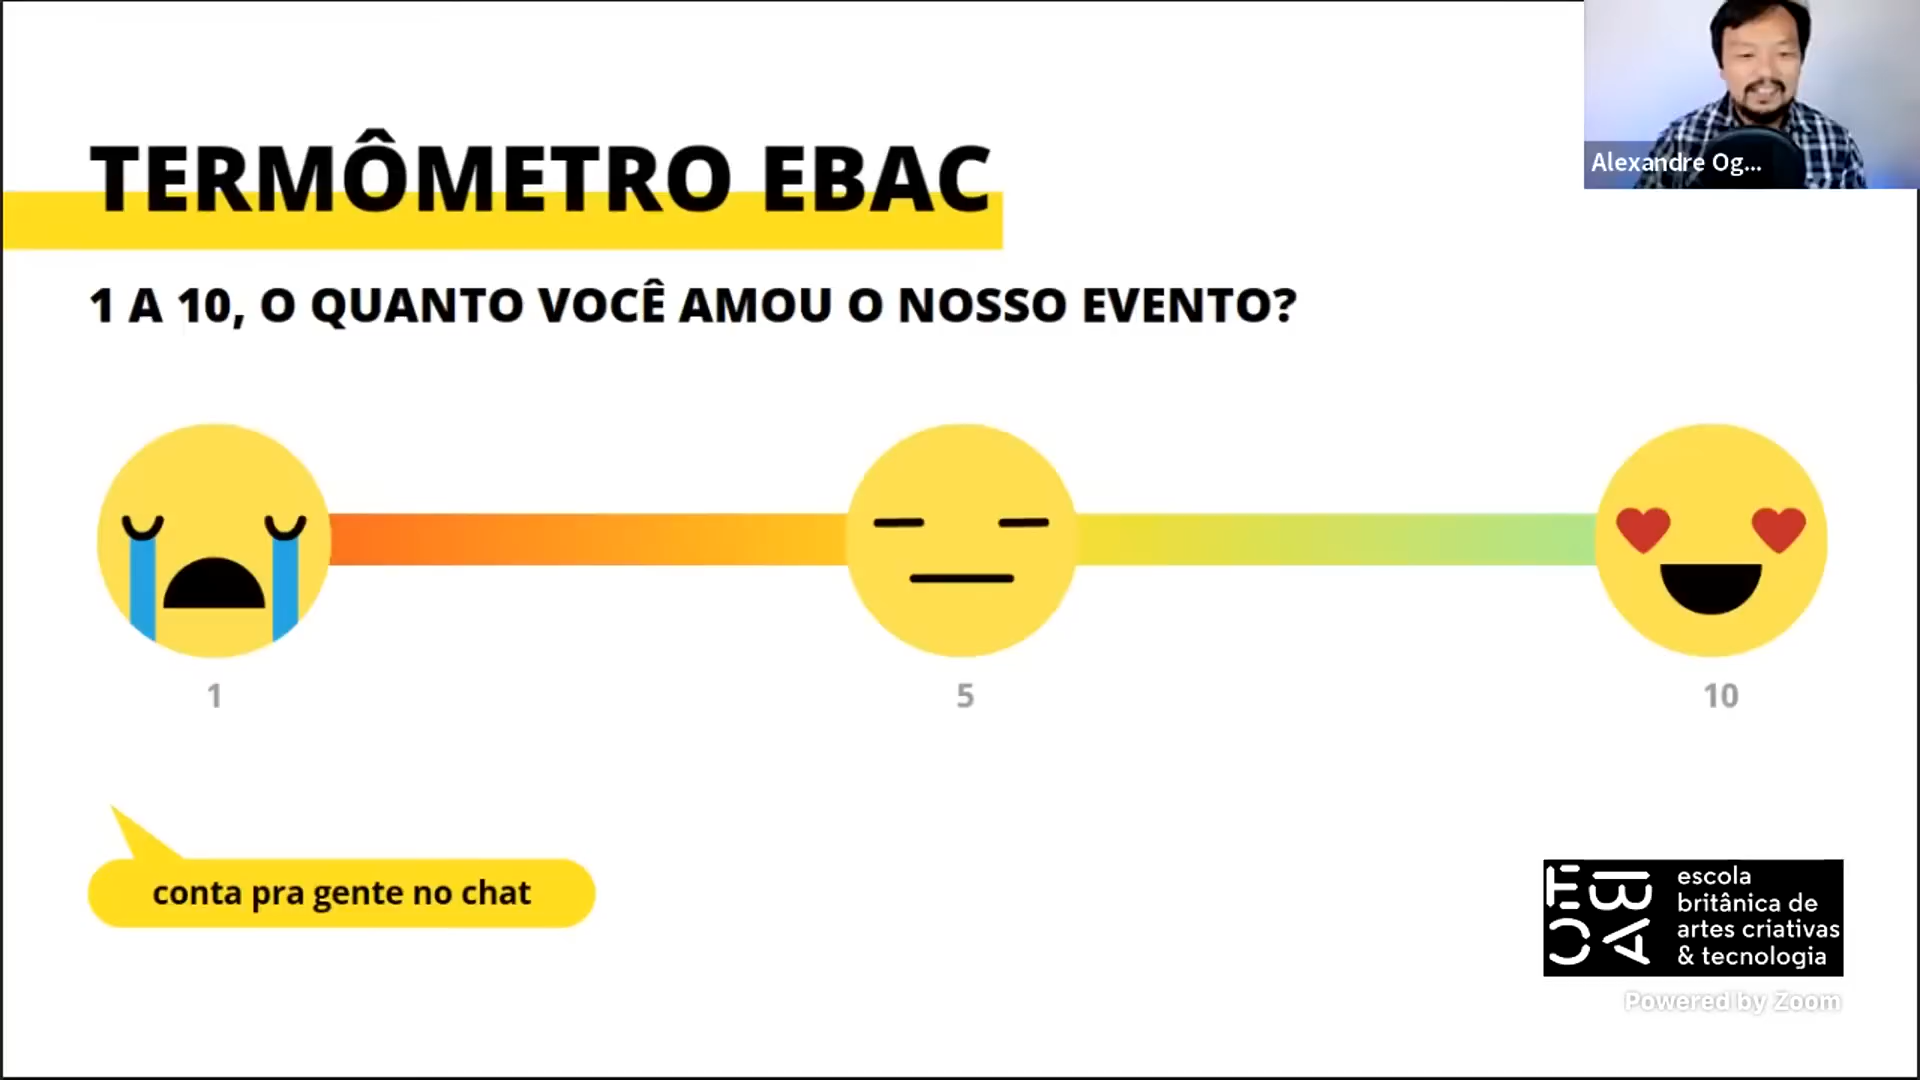 Alexandre Og...
TERMÔMETRO EBAC
1 A 10, O QUANTO VOCÊ AMOU O NOSSO EVENTO?
1
5
10
conta pra gente no chat
EBAC
escola
britânica de
artes criativas
& tecnologia
Powered by Zoom